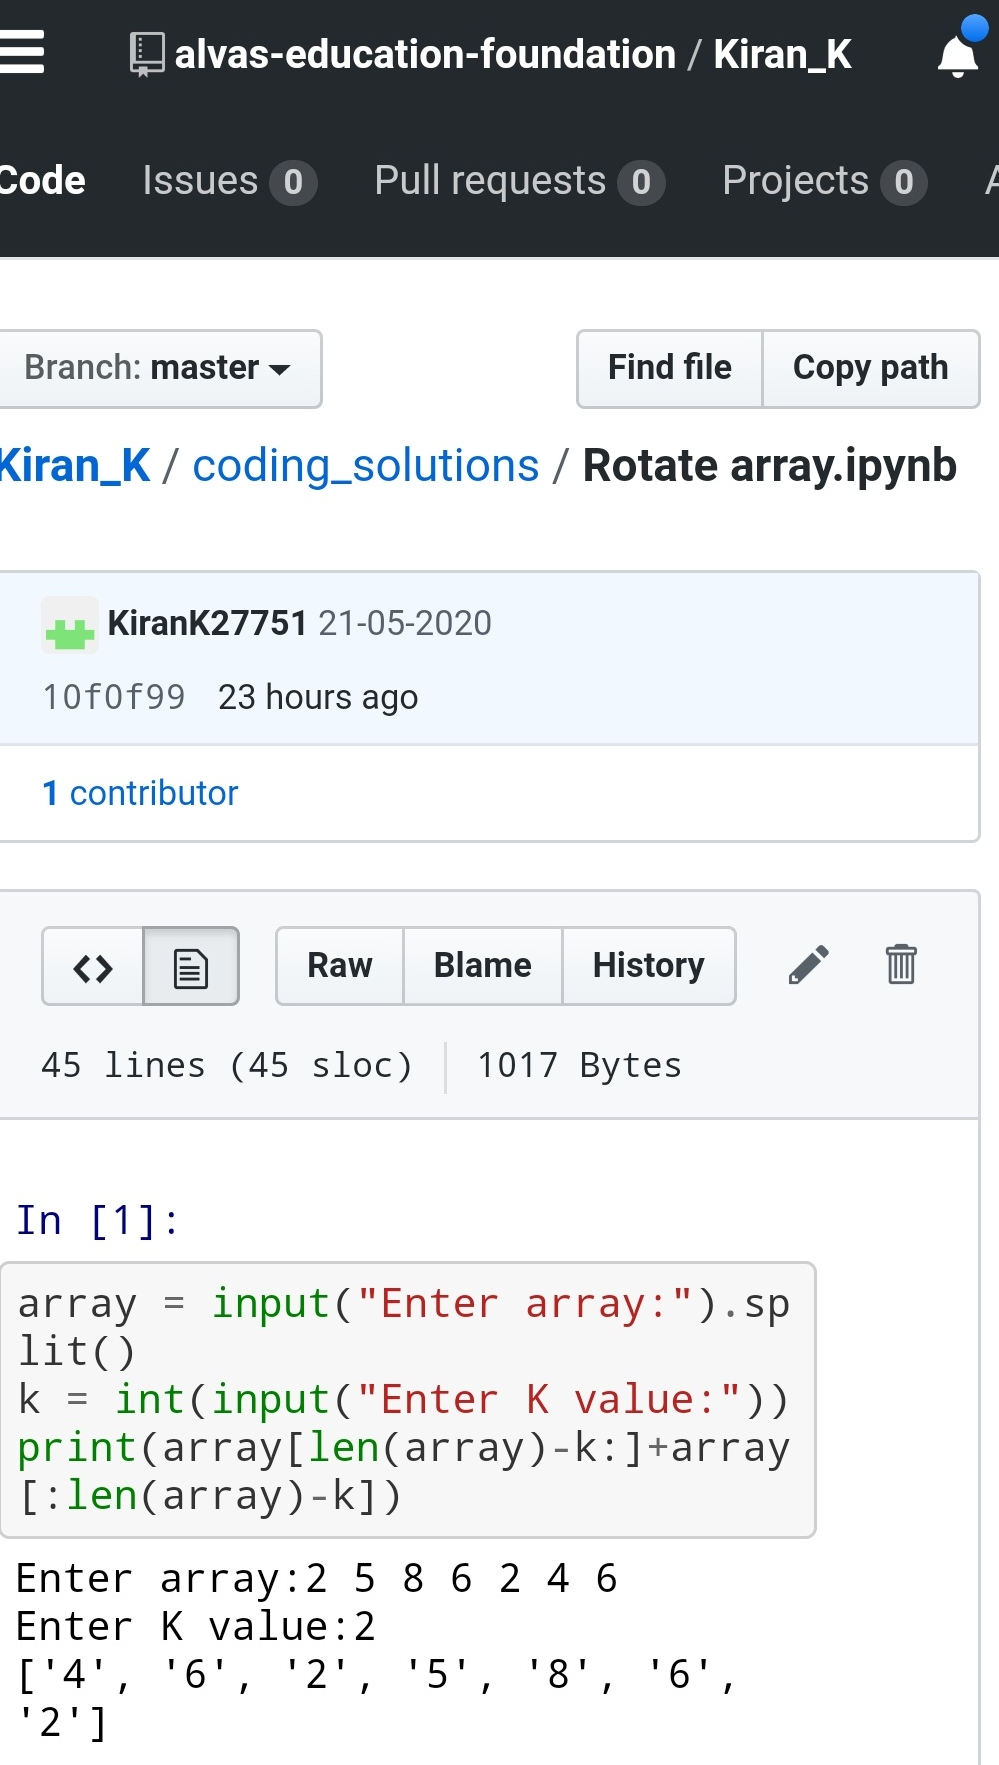 alvas-education-foundation / Kiran_K
Code Issues 0 Pull requests 0 Projects 0 A
Branch: master Find file Copy path
Kiran_K / coding_solutions / Rotate array.ipynb
KiranK27751 21-05-2020
10f0f99 23 hours ago
1 contributor
Raw Blame History
45 lines (45 sloc) 1017 Bytes
In [1]:
array = input("Enter array:").sp
lit()
k = int(input("Enter K value:"))
print(array[len(array)-k:]+array
[:len(array)-k])
Enter array:2 5 8 6 2 4 6
Enter K value:2
['4', '6', '2', '5', '8', '6',
'2']